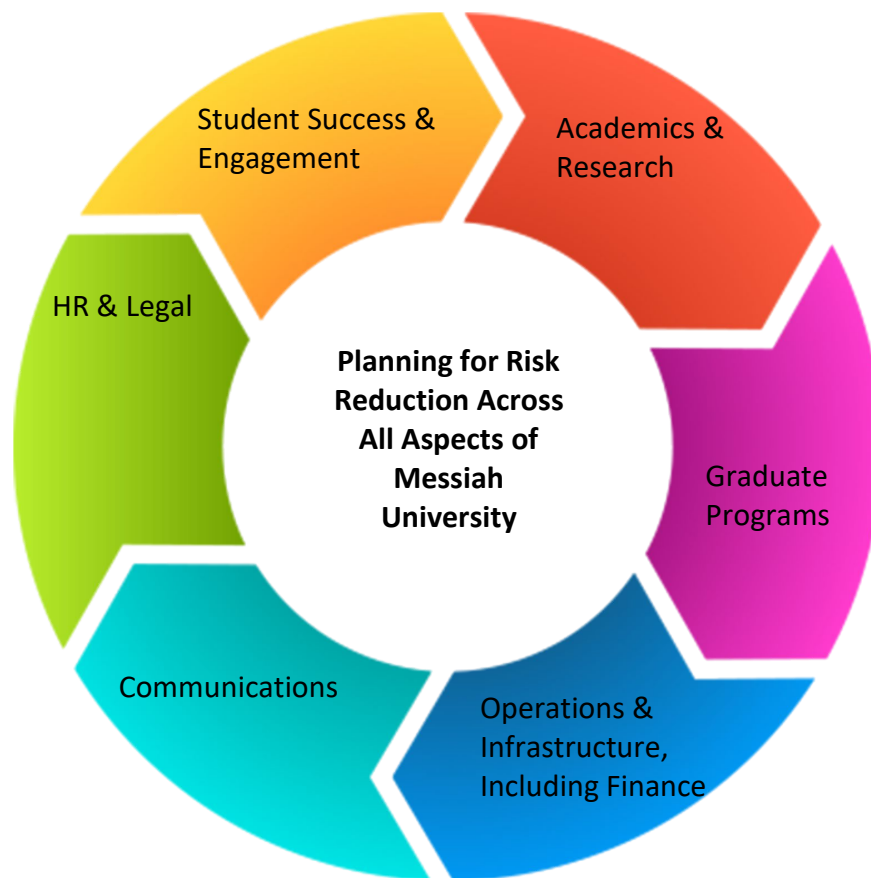 Student Success &
Engagement
Academics &
Research
HR & Legal
Planning for Risk
Reduction Across
All Aspects of
Messiah
University
Graduate
Programs
Communications
Operations &
Infrastructure,
Including Finance